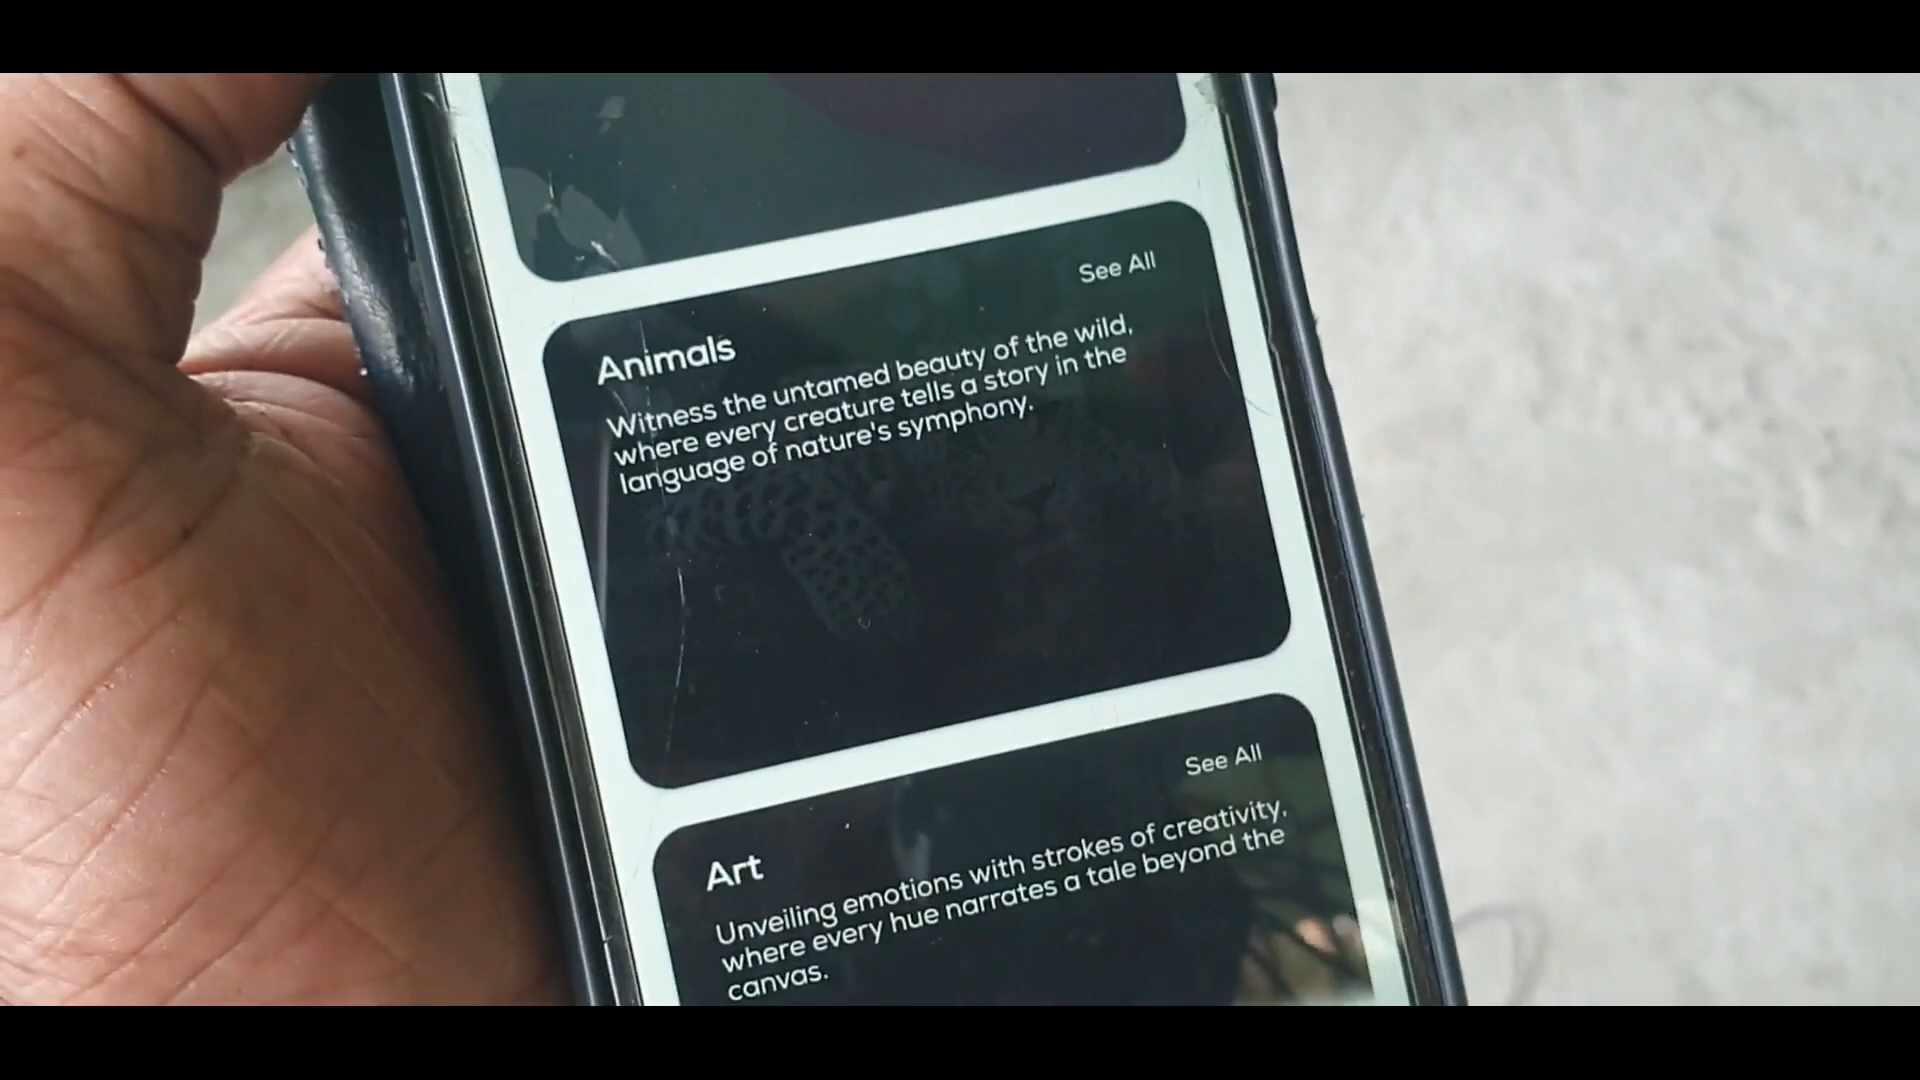 See All
Animals
Witness the untamed beauty of the wild,
where every creature tells a story in the
language of nature's symphony.
See All
Art
Unveiling emotions with strokes of creativity,
where every hue narrates a tale beyond the
canvas.